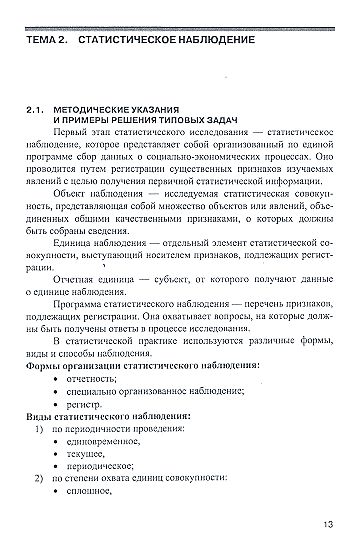 ТЕМА 2. СТАТИСТИЧЕСКОЕ НАБЛЮДЕНИЕ
2.1. МЕТОДИЧЕСКИЕ УКАЗАНИЯ
И ПРИМЕРЫ РЕШЕНИЯ ТИПОВЫХ ЗАДАЧ
Первый этап статистического исследования — статистическое
наблюдение, которое представляет собой организованный по единой
программе сбор данных о социально-экономических процессах. Оно
проводится путем регистрации существенных признаков изучаемых
явлений с целью получения первичной статистической информации.
Объект наблюдения — исследуемая статистическая совокуп-
ность, представляющая собой множество объектов или явлений, объе-
диненных общими качественными признаками, о которых должны
быть собраны сведения.
Единица наблюдения — отдельный элемент статистической со-
вокупности, выступающий носителем признаков, подлежащих регист-
рации.
Отчетная единица — субъект, от которого получают данные
о единице наблюдения.
Программа статистического наблюдения — перечень признаков,
подлежащих регистрации. Она охватывает вопросы, на которые долж-
ны быть получены ответы в процессе исследования.
В статистической практике используются различные формы,
виды и способы наблюдения.
Формы организации статистического наблюдения:
• отчетность;
• специально организованное наблюдение;
• регистр.
Виды статистического наблюдения:
1) по периодичности проведения:
• единовременное,
• текущее,
• периодическое;
2) по степени охвата единиц совокупности:
• сплошное,
13